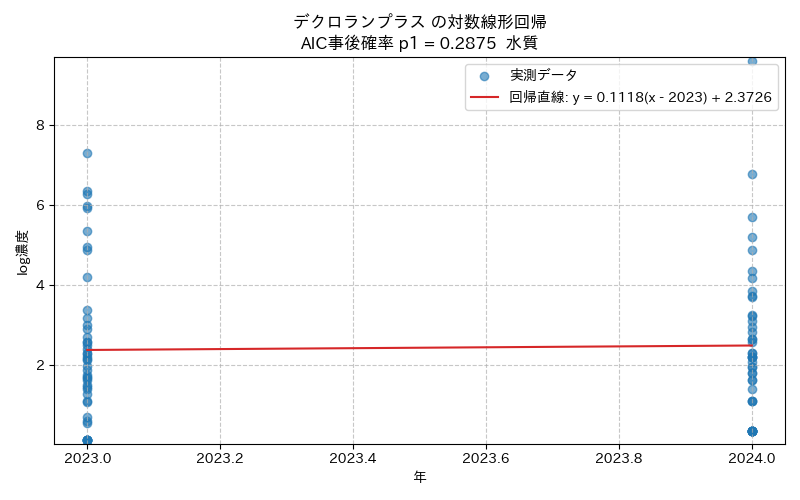 デクロランプラス の対数線形回帰
AIC事後確率 p1 = 0.2875  水質
実測データ
回帰直線: y = 0.1118(x - 2023) + 2.3726
log濃度
8
6
4
2
2023.0
2023.2
2023.4
2023.6
2023.8
2024.0
年